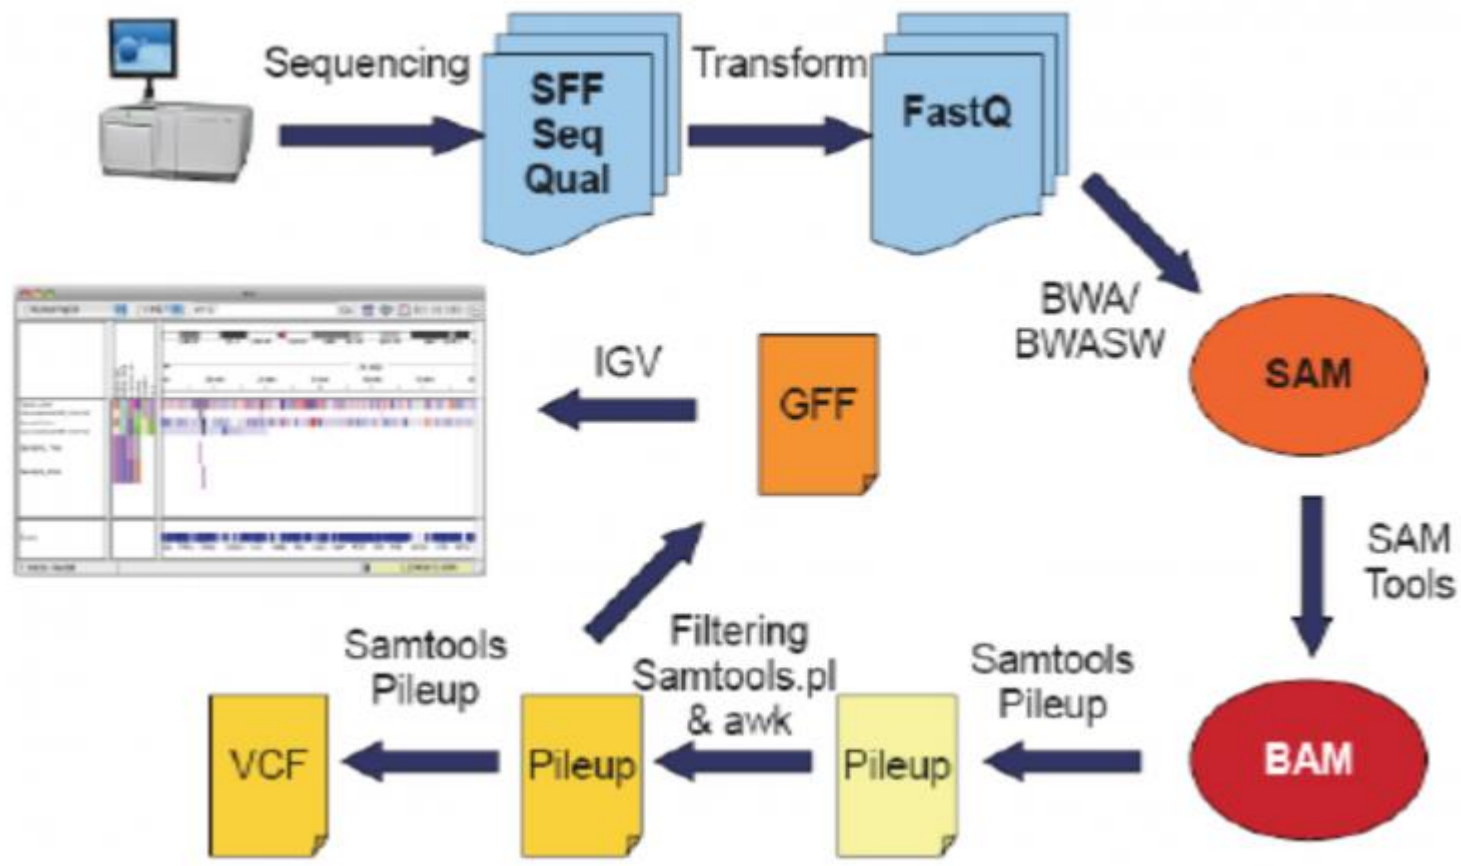 Sequencing
SFF
Seq
Qual
Transform
FastQ
BWA/
BWASW
SAM
IGV
GFF
SAM
Tools
BAM
Samtools
Pileup
Pileup
Filtering
Samtools.pl
& awk
Pileup
Samtools
Pileup
VCF